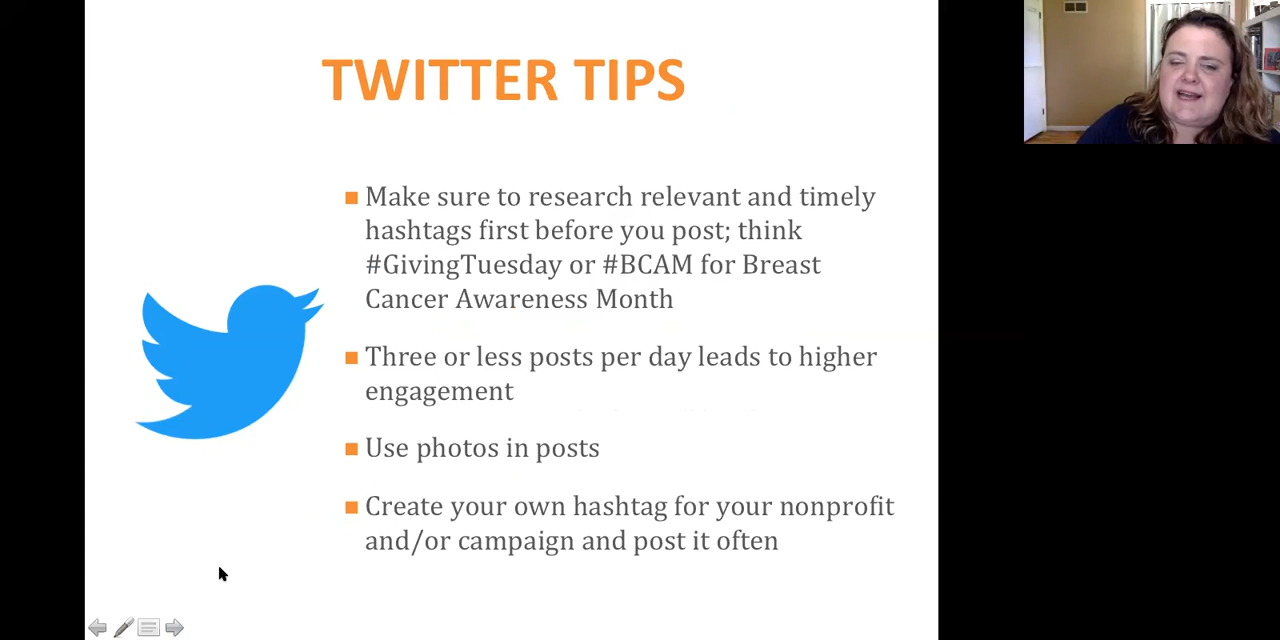 TWITTER TIPS
Make sure to research relevant and timely
hashtags first before you post; think
#GivingTuesday or #BCAM for Breast
Cancer Awareness Month
Three or less posts per day leads to higher
engagement
Use photos in posts
Create your own hashtag for your nonprofit
and/or campaign and post it often